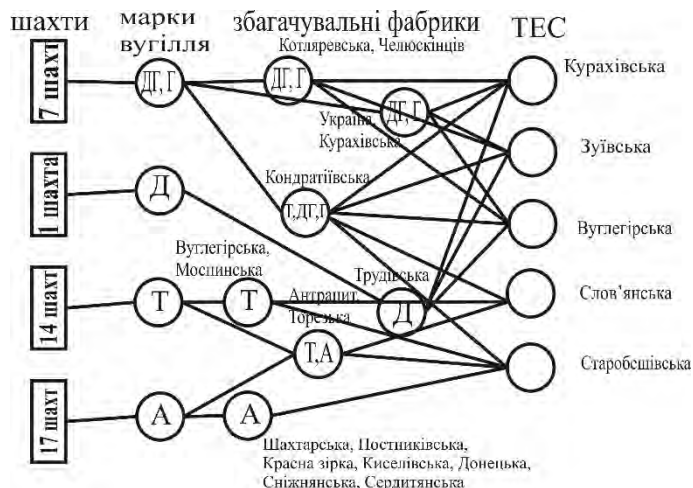 шахти
марки
вугілля
збагачувальні фабрики
ТЕС
Котляревська, Челюскінців
7 шахт
ДГ, Г
ДГ, Г
ДГ, Г
Україна,
Курахівська
Курахівська
Зуївська
Кондратіївська
1 шахта
Д
Т,ДГ,Г
Вуглегірська
Вуглегірська,
Моспинська
Трудівська
Антрацит,
Торезька
14 шахт
Т
Т
Д
Слов’янська
Т,А
Старобешівська
17 шахт
А
А
Шахтарська, Постниківська,
Красна зірка, Киселівська, Донецька,
Сніжнянська, Сердитянська